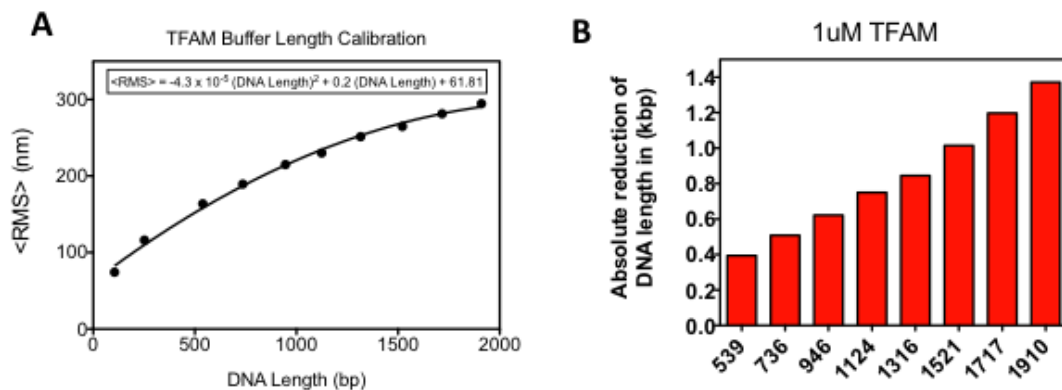 A
TFAM Buffer Length Calibration
<RMS> = -4.3 x 10⁻⁵ (DNA Length)² + 0.2 (DNA Length) + 61.81
<RMS> (nm)
300
200
100
0
0 500 1000 1500 2000
DNA Length (bp)
B
1uM TFAM
Absolute reduction of
DNA length in (kbp)
1.4
1.2
1.0
0.8
0.6
0.4
0.2
0.0
539 736 946 1124 1316 1521 1717 1910